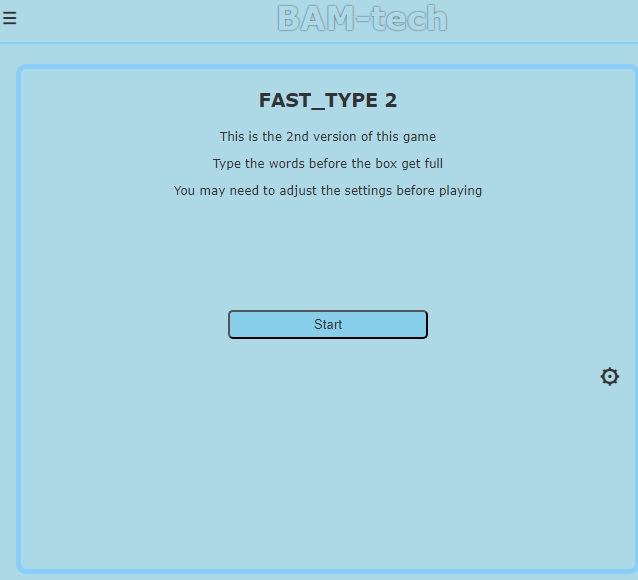 BAM-tech
FAST_TYPE 2
This is the 2nd version of this game
Type the words before the box get full
You may need to adjust the settings before playing
Start